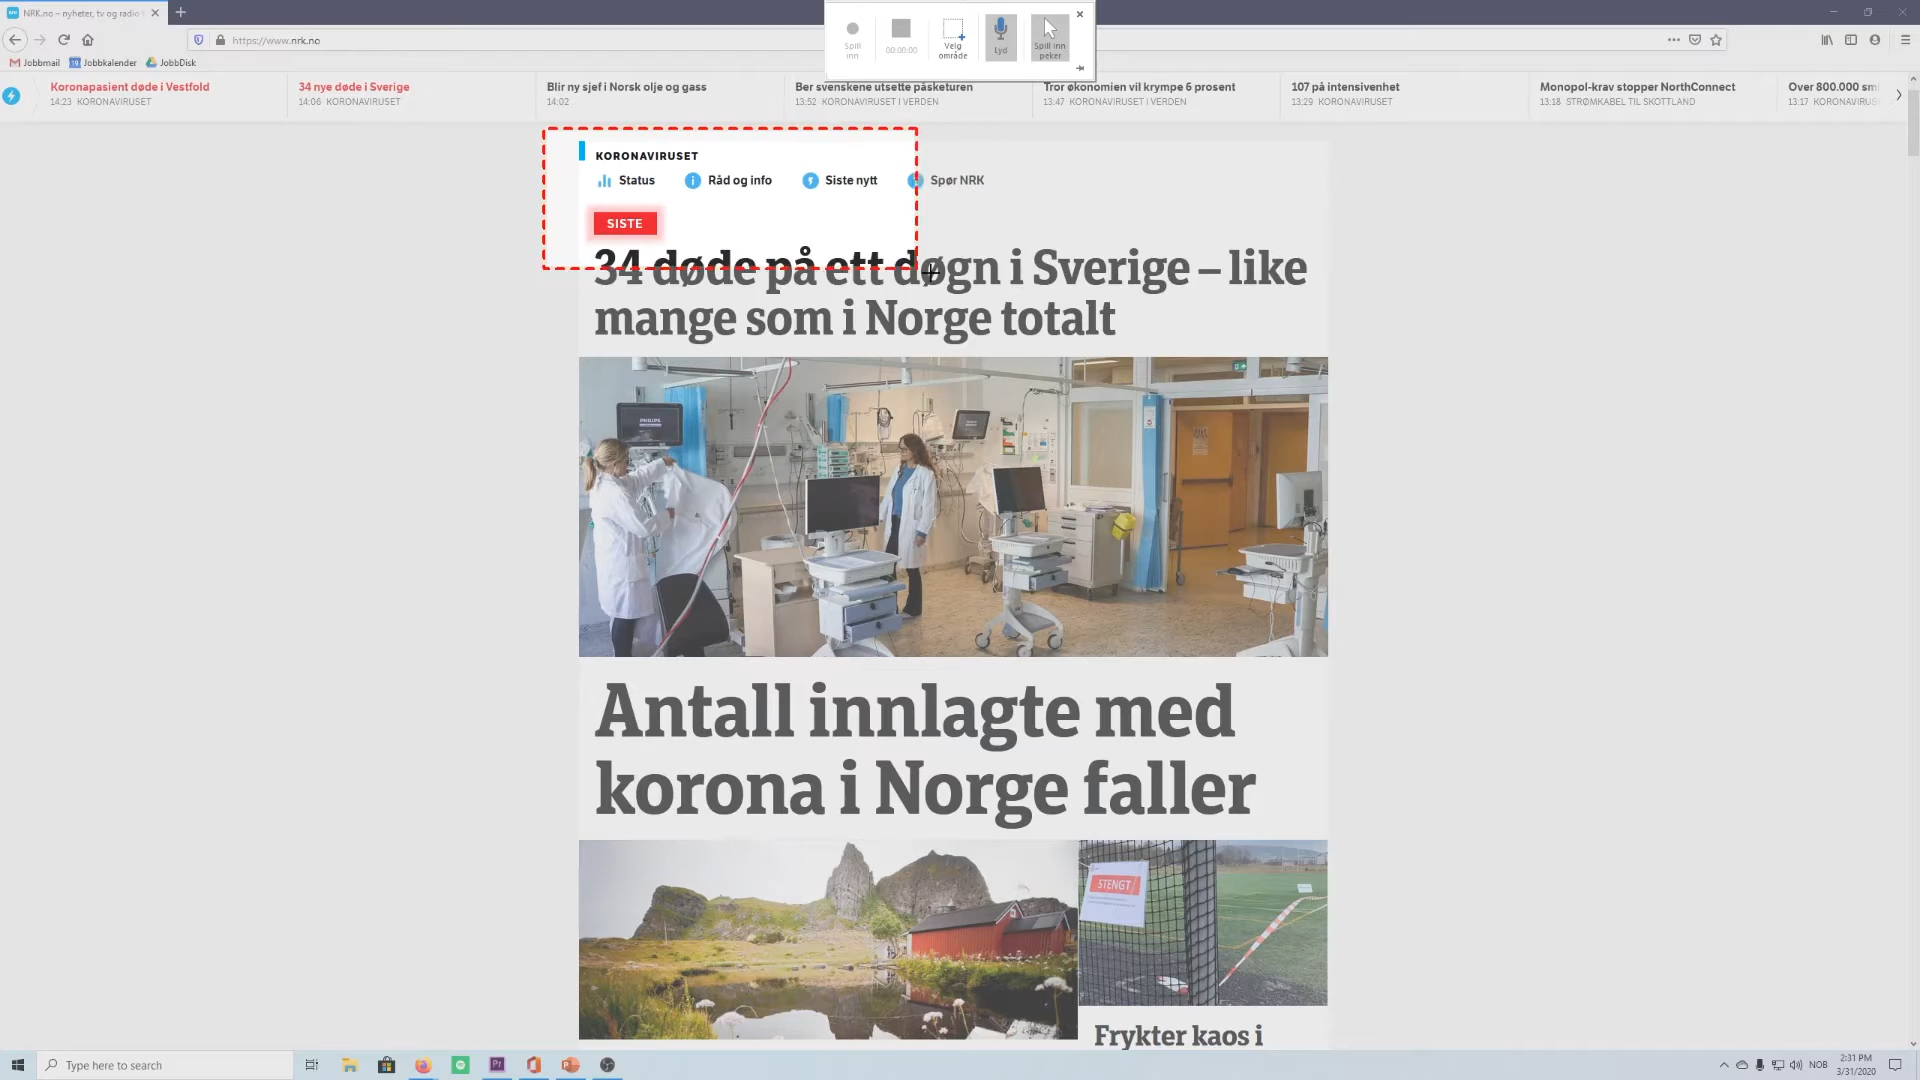 NRK.no – nyheter, tv og radio
https://www.nrk.no
Jobbmail
Jobbkalender
JobbDisk
Spill inn
00:00:00
Velg område
Lyd
Spill inn peker
Koronapasient døde i Vestfold
14:23 KORONAVIRUSET
34 nye døde i Sverige
14:06 KORONAVIRUSET
Blir ny sjef i Norsk olje og gass
14:02
Ber svenskene utsette påsketuren
13:52 KORONAVIRUSET I VERDEN
Tror økonomien vil krympe 6 prosent
13:47 KORONAVIRUSET I VERDEN
107 på intensivenhet
13:29 KORONAVIRUSET
Monopol-krav stopper NorthConnect
13:18 STRØMKABEL TIL SKOTTLAND
Over 800.000 sm
13:17 KORONAVIRUS
KORONAVIRUSET
Status
Råd og info
Siste nytt
Spør NRK
SISTE
34 døde på ett døgn i Sverige – like
mange som i Norge totalt
PHILIPS
Antall innlagte med
korona i Norge faller
STENGT
Frykter kaos i
Type here to search
NOB
2:31 PM
3/31/2020